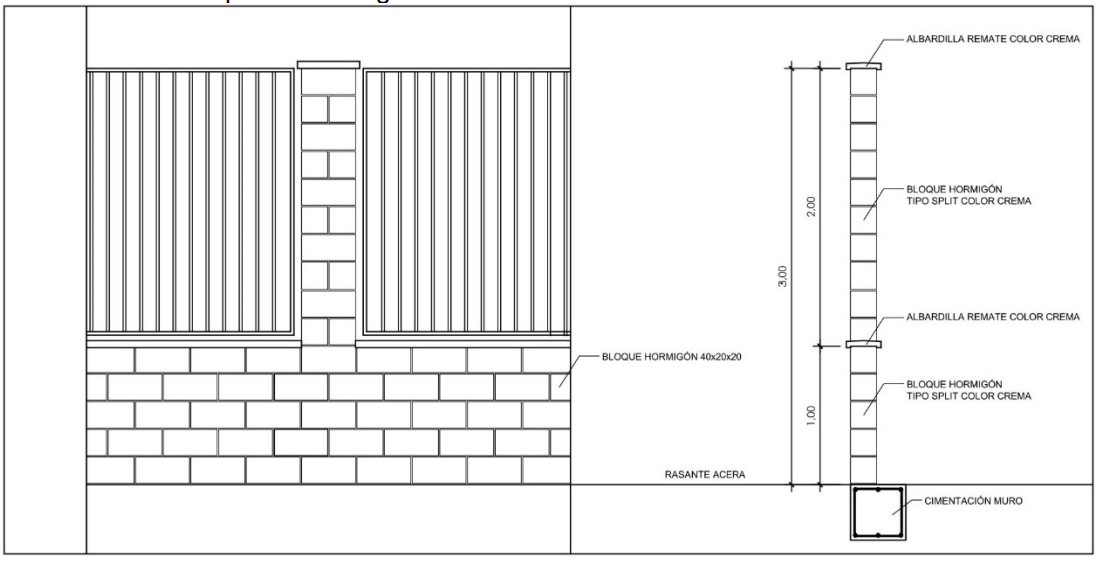 ALBARDILLA REMATE COLOR CREMA
BLOQUE HORMIGÓN
TIPO SPLIT COLOR CREMA
2.00
3.00
ALBARDILLA REMATE COLOR CREMA
BLOQUE HORMIGÓN 40x20x20
BLOQUE HORMIGÓN
TIPO SPLIT COLOR CREMA
1.00
RASANTE ACERA
CIMENTACIÓN MURO